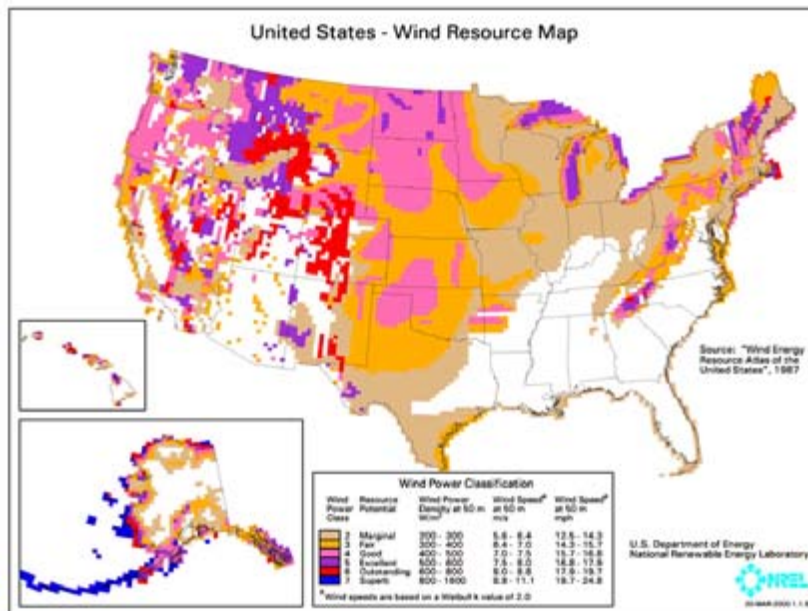 United States - Wind Resource Map
Source: "Wind Energy
Resource Atlas of the
United States", 1987
Wind Power Classification
Wind Power Class Resource Potential Wind Power Density at 50 m W/m² Wind Speedª at 50 m m/s Wind Speedª at 50 m mph
2 Marginal 200 - 300 5.6 - 6.4 12.5 - 14.3
3 Fair 300 - 400 6.4 - 7.0 14.3 - 15.7
4 Good 400 - 500 7.0 - 7.5 15.7 - 16.8
5 Excellent 500 - 600 7.5 - 8.0 16.8 - 17.9
6 Outstanding 600 - 800 8.0 - 8.8 17.9 - 19.7
7 Superb 800 - 1600 8.8 - 11.1 19.7 - 24.8
ª Wind speeds are based on a Weibull k value of 2.0
U.S. Department of Energy
National Renewable Energy Laboratory
NREL